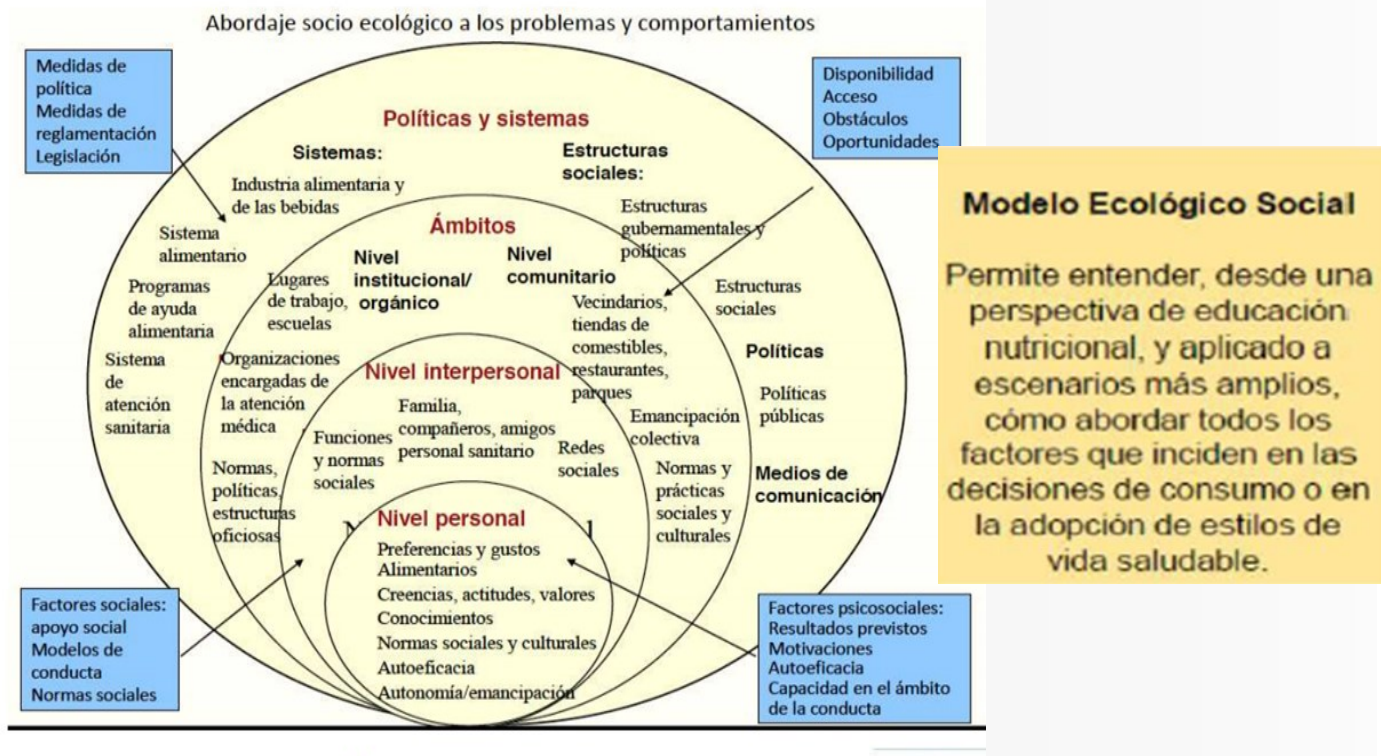 Abordaje socio ecológico a los problemas y comportamientos
Medidas de
política
Medidas de
reglamentación
Legislación
Disponibilidad
Acceso
Obstáculos
Oportunidades
Políticas y sistemas
Sistemas:
Industria alimentaria y
de las bebidas
Sistema
alimentario
Programas
de ayuda
alimentaria
Sistema
de
atención
sanitaria
Estructuras
sociales:
Estructuras
gubernamentales y
políticas
Estructuras
sociales
Políticas
Políticas
públicas
Medios de
comunicación
Ámbitos
Nivel
institucional/
orgánico
Lugares
de trabajo,
escuelas
Organizaciones
encargadas de
la atención
médica
Normas,
políticas,
estructuras
oficiosas
Nivel
comunitario
Vecindarios,
tiendas de
comestibles,
restaurantes,
parques
Emancipación
colectiva
Normas y
prácticas
sociales y
culturales
Nivel interpersonal
Familia,
compañeros, amigos
personal sanitario
Funciones
y normas
sociales
Redes
sociales
Nivel personal
Preferencias y gustos
Alimentarios
Creencias, actitudes, valores
Conocimientos
Normas sociales y culturales
Autoeficacia
Autonomía/emancipación
Factores sociales:
apoyo social
Modelos de
conducta
Normas sociales
Factores psicosociales:
Resultados previstos
Motivaciones
Autoeficacia
Capacidad en el ámbito
de la conducta
Modelo Ecológico Social
Permite entender, desde una
perspectiva de educación
nutricional, y aplicado a
escenarios más amplios,
cómo abordar todos los
factores que inciden en las
decisiones de consumo o en
la adopción de estilos de
vida saludable.